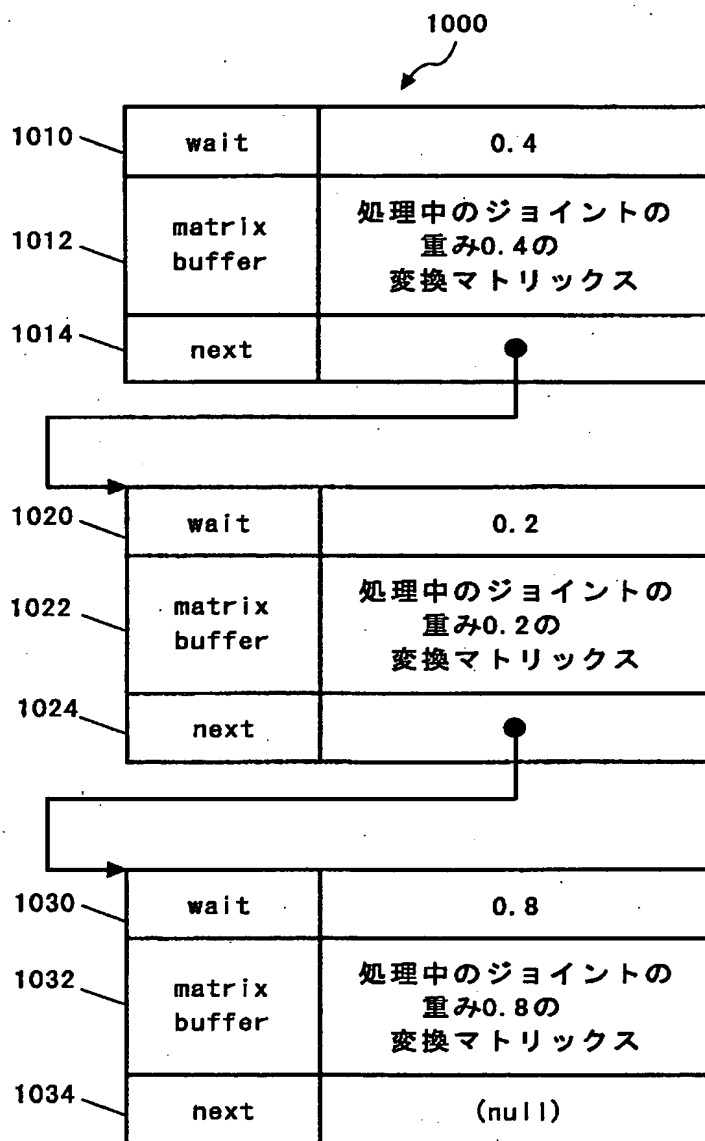 1000
1010 wait 0.4
1012 matrix buffer 処理中のジョイントの
重み0.4の
変換マトリックス
1014 next
1020 wait 0.2
1022 matrix buffer 処理中のジョイントの
重み0.2の
変換マトリックス
1024 next
1030 wait 0.8
1032 matrix buffer 処理中のジョイントの
重み0.8の
変換マトリックス
1034 next (null)